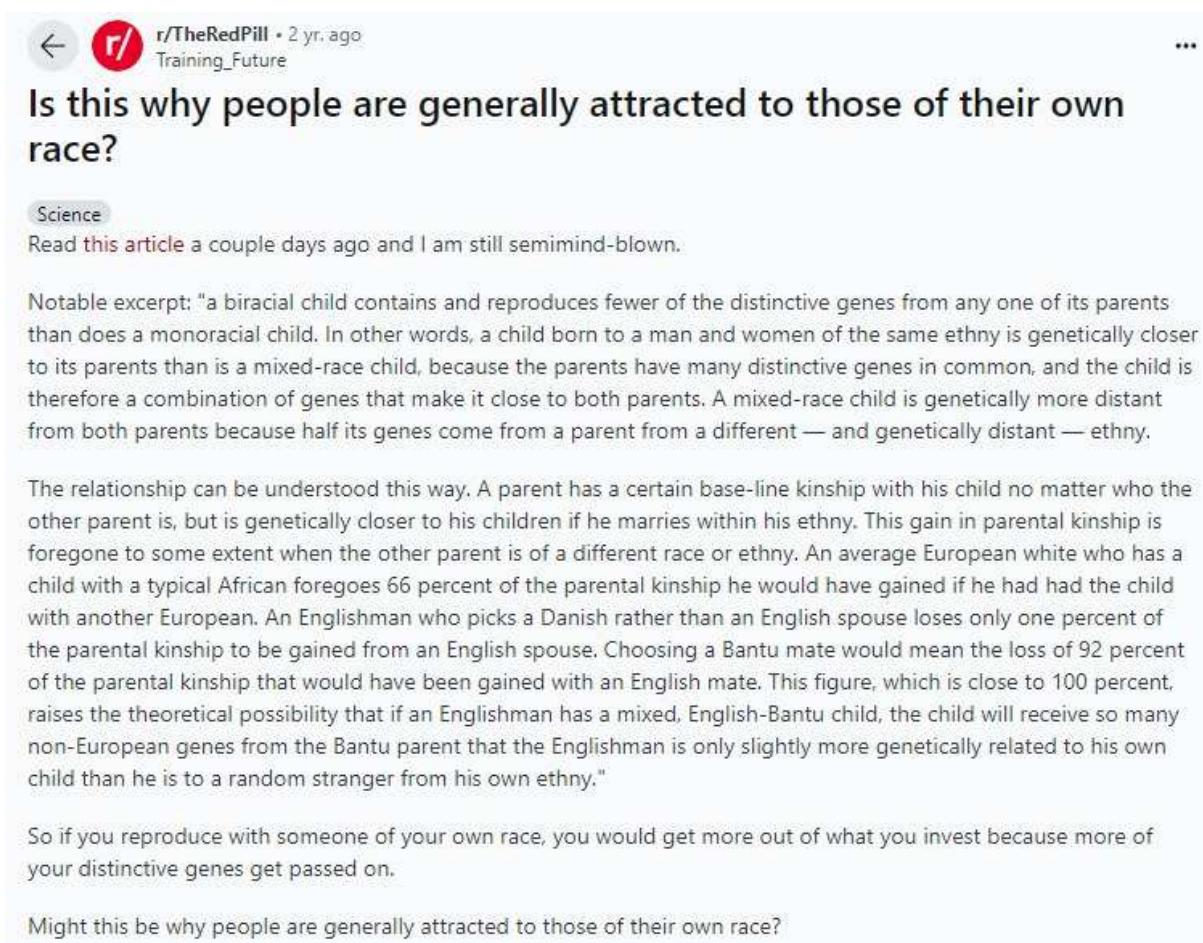 r/TheRedPill • 2 yr. ago
Training_Future
Is this why people are generally attracted to those of their own
race?
Science
Read this article a couple days ago and I am still semimind-blown.
Notable excerpt: "a biracial child contains and reproduces fewer of the distinctive genes from any one of its parents
than does a monoracial child. In other words, a child born to a man and women of the same ethny is genetically closer
to its parents than is a mixed-race child, because the parents have many distinctive genes in common, and the child is
therefore a combination of genes that make it close to both parents. A mixed-race child is genetically more distant
from both parents because half its genes come from a parent from a different — and genetically distant — ethny.
The relationship can be understood this way. A parent has a certain base-line kinship with his child no matter who the
other parent is, but is genetically closer to his children if he marries within his ethny. This gain in parental kinship is
foregone to some extent when the other parent is of a different race or ethny. An average European white who has a
child with a typical African foregoes 66 percent of the parental kinship he would have gained if he had had the child
with another European. An Englishman who picks a Danish rather than an English spouse loses only one percent of
the parental kinship to be gained from an English spouse. Choosing a Bantu mate would mean the loss of 92 percent
of the parental kinship that would have been gained with an English mate. This figure, which is close to 100 percent,
raises the theoretical possibility that if an Englishman has a mixed, English-Bantu child, the child will receive so many
non-European genes from the Bantu parent that the Englishman is only slightly more genetically related to his own
child than he is to a random stranger from his own ethny."
So if you reproduce with someone of your own race, you would get more out of what you invest because more of
your distinctive genes get passed on.
Might this be why people are generally attracted to those of their own race?